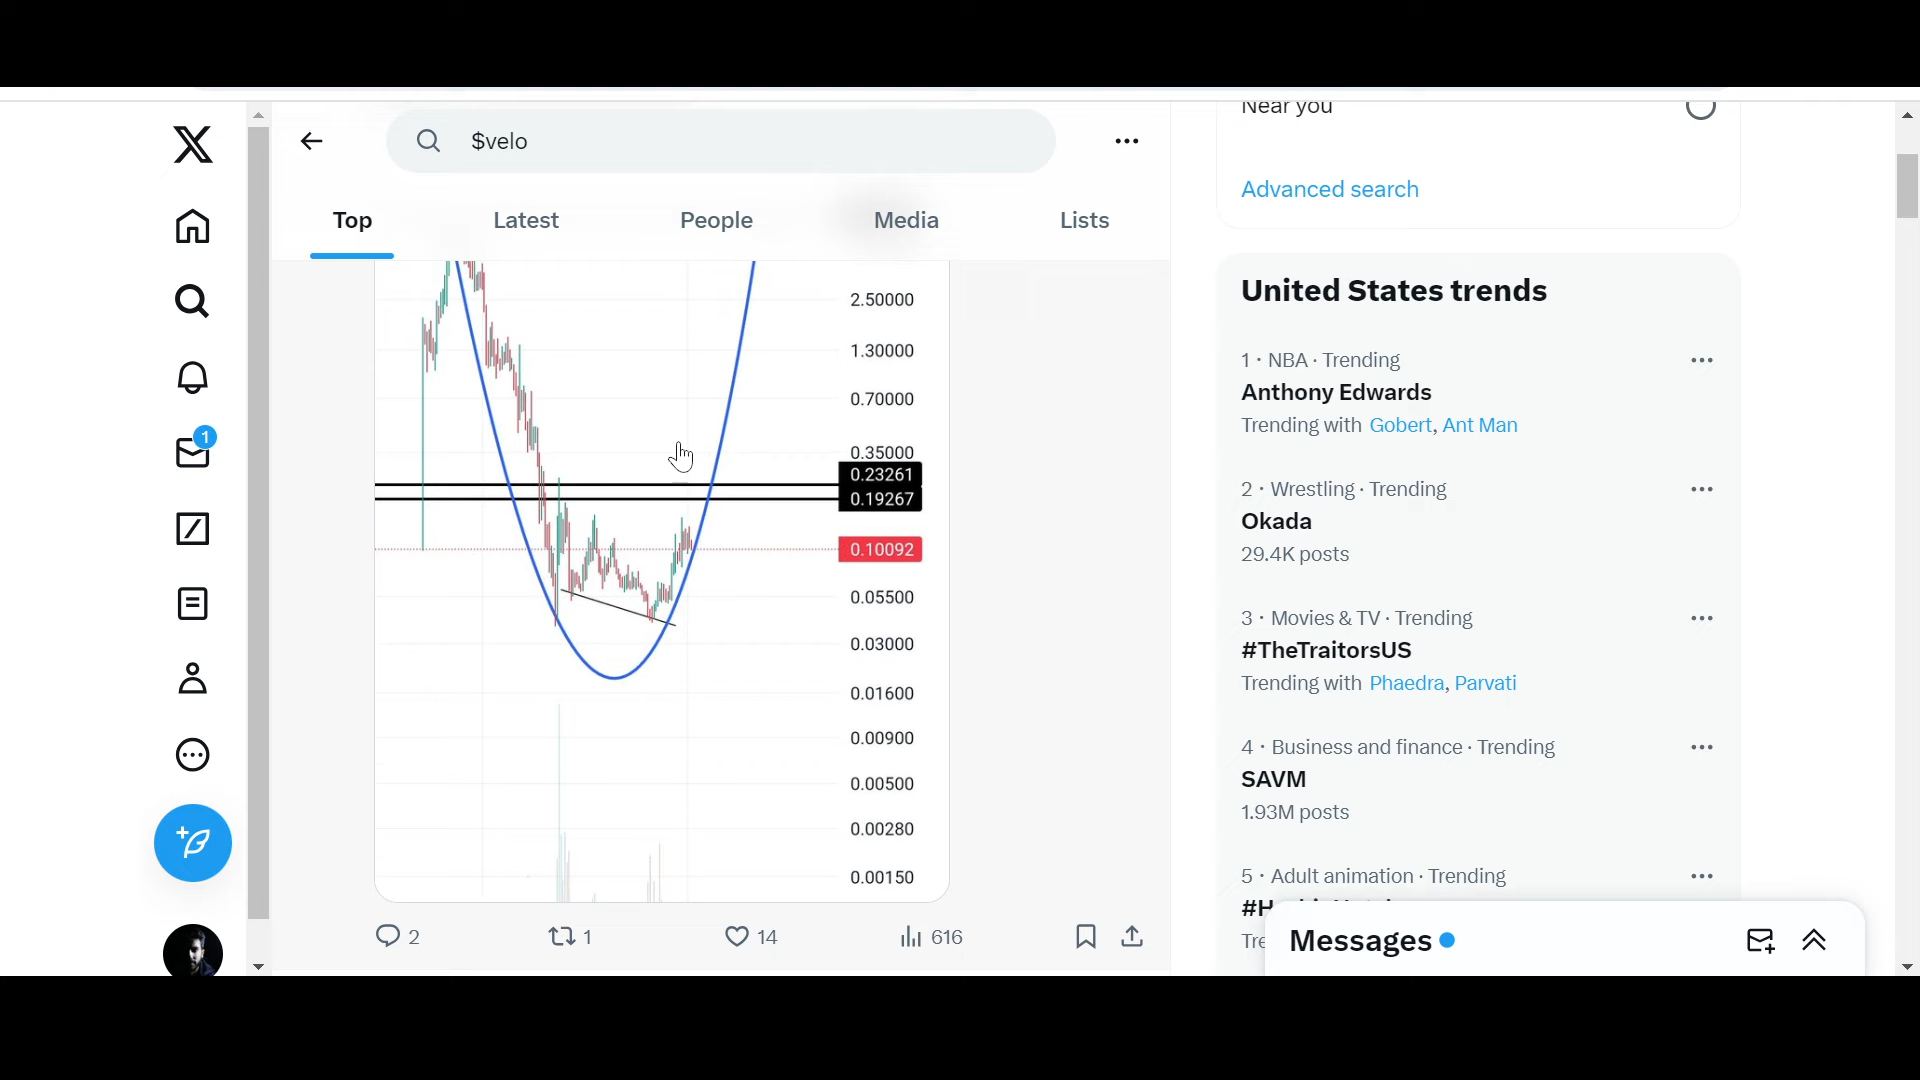 $velo
Top
Latest
People
Media
Lists
2.50000
1.30000
0.70000
0.35000
0.23261
0.19267
0.10092
0.05500
0.03000
0.01600
0.00900
0.00500
0.00280
0.00150
2
1
14
616
1
Near you
Advanced search
United States trends
1 · NBA · Trending
Anthony Edwards
Trending with Gobert, Ant Man
2 · Wrestling · Trending
Okada
29.4K posts
3 · Movies & TV · Trending
#TheTraitorsUS
Trending with Phaedra, Parvati
4 · Business and finance · Trending
SAVM
1.93M posts
5 · Adult animation · Trending
Messages